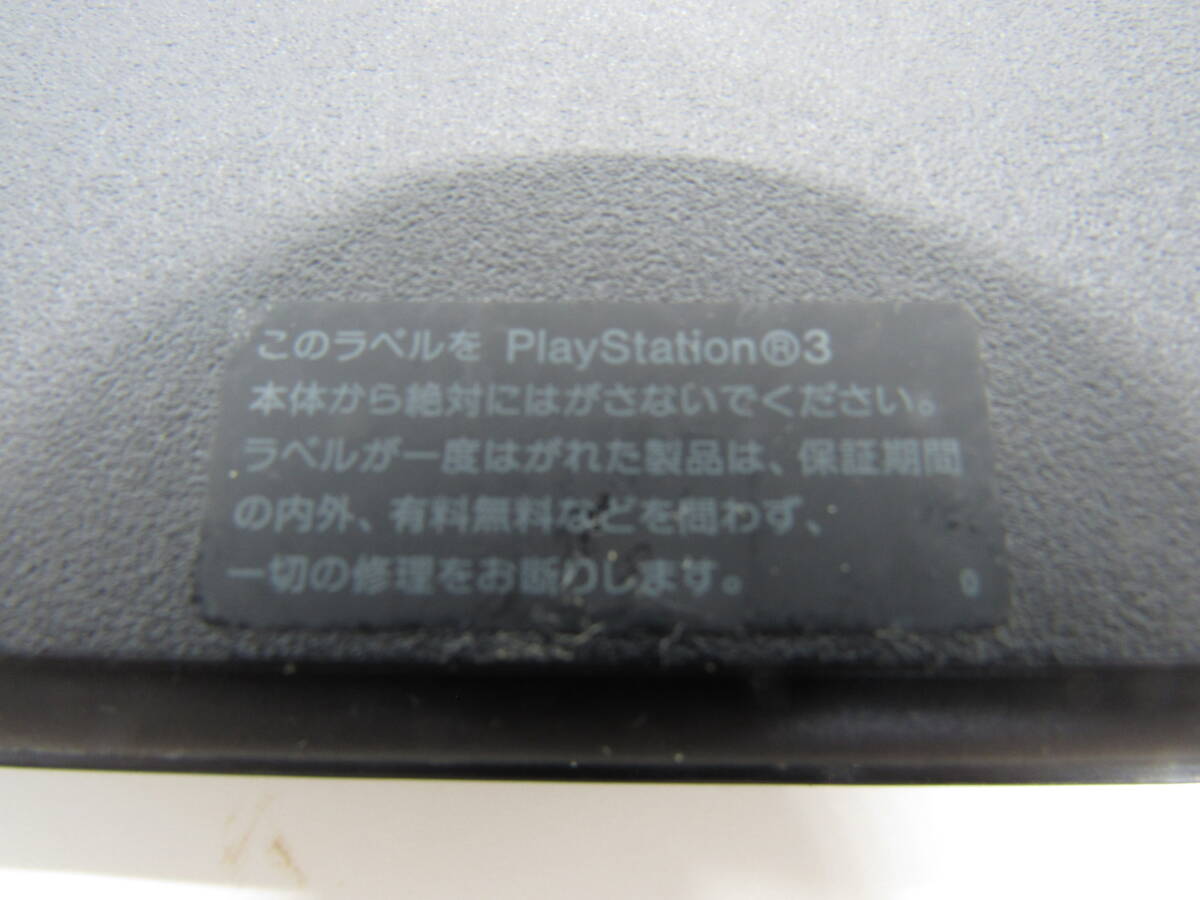 このラベルを PlayStation®3
本体から絶対にはがさないでください。
ラベルが一度はがれた製品は、保証期間
の内外、有料無料などを問わず、
一切の修理をお断りします。 0